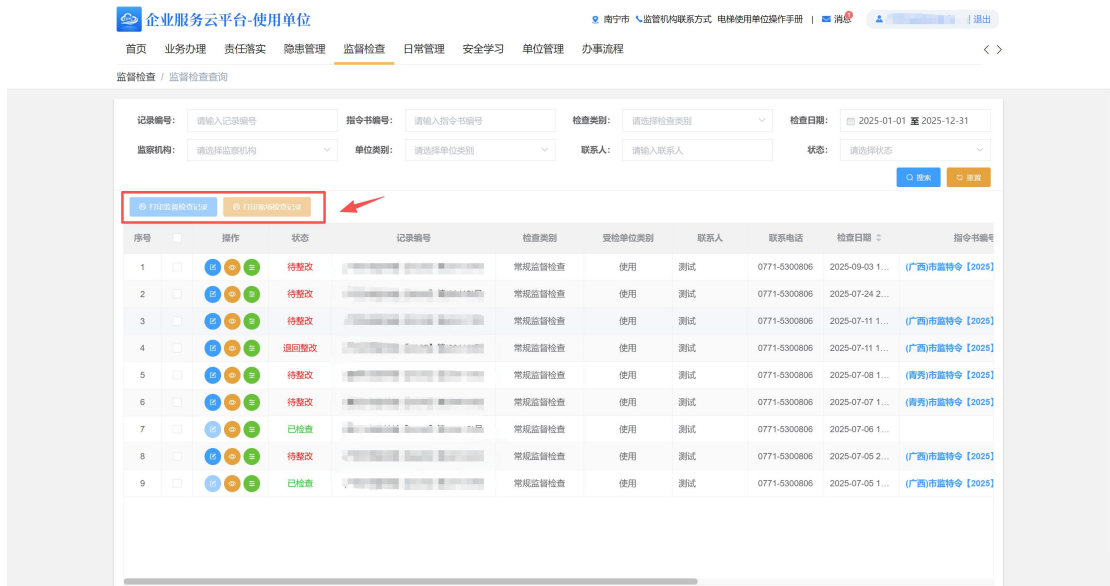 企业服务云平台-使用单位
南宁市 监管机构联系方式 电梯使用单位操作手册 | 消息 | 退出
首页 业务办理 责任落实 隐患管理 监督检查 日常管理 安全学习 单位管理 办事流程
监督检查 / 监督检查查询
记录编号: 请输入记录编号 指令书编号: 请输入指令书编号 检查类别: 请选择检查类别 检查日期: 2025-01-01 至 2025-12-31
监察机构: 请选择监察机构 单位类别: 请选择单位类别 联系人: 请输入联系人 状态: 请选择状态
搜索 重置
打印监督检查记录 打印现场检查记录
序号 操作 状态 记录编号 检查类别 受检单位类别 联系人 联系电话 检查日期 指令书编号
1 待整改 常规监督检查 使用 测试 0771-5300806 2025-09-03 1... (广西)市监特令【2025】
2 待整改 常规监督检查 使用 测试 0771-5300806 2025-07-24 2...
3 待整改 常规监督检查 使用 测试 0771-5300806 2025-07-11 1... (广西)市监特令【2025】
4 退回整改 常规监督检查 使用 测试 0771-5300806 2025-07-11 1... (广西)市监特令【2025】
5 待整改 常规监督检查 使用 测试 0771-5300806 2025-07-08 1... (青秀)市监特令【2025】
6 待整改 常规监督检查 使用 测试 0771-5300806 2025-07-07 1... (青秀)市监特令【2025】
7 已检查 常规监督检查 使用 测试 0771-5300806 2025-07-06 1...
8 待整改 常规监督检查 使用 测试 0771-5300806 2025-07-05 2... (广西)市监特令【2025】
9 已检查 常规监督检查 使用 测试 0771-5300806 2025-07-05 1... (广西)市监特令【2025】